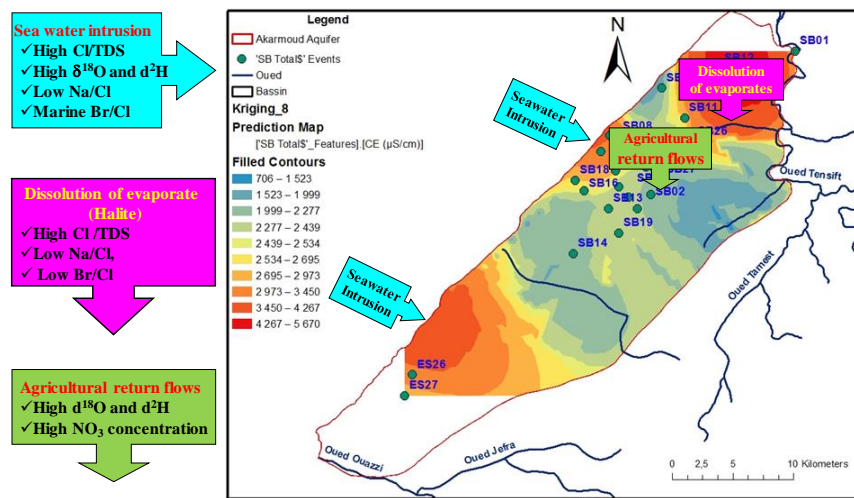 Sea water intrusion
✓High Cl/TDS
✓High δ¹⁸O and d²H
✓Low Na/Cl
✓Marine Br/Cl
Dissolution of evaporate
(Halite)
✓High Cl /TDS
✓Low Na/Cl,
✓ Low Br/Cl
Agricultural return flows
✓High d¹⁸O and d²H
✓High NO₃ concentration
Legend
Akarmoud Aquifer
'SB Total$' Events
Oued
Bassin
Kriging_8
Prediction Map
['SB Total$'_Features].[CE (µS/cm)]
Filled Contours
706 – 1 523
1 523 – 1 999
1 999 – 2 277
2 277 – 2 439
2 439 – 2 534
2 534 – 2 695
2 695 – 2 973
2 973 – 3 450
3 450 – 4 267
4 267 – 5 670
N
SB01
SB12
Dissolution
of evaporates
SB11
Seawater
Intrusion
SB08
Agricultural
return flows
SB18
SB16
SB02
SB19
SB14
Oued Tensift
Oued Tamest
Seawater
Intrusion
ES26
ES27
Oued Ouazzi
Oued Jefra
0 2,5 5 10 Kilometers